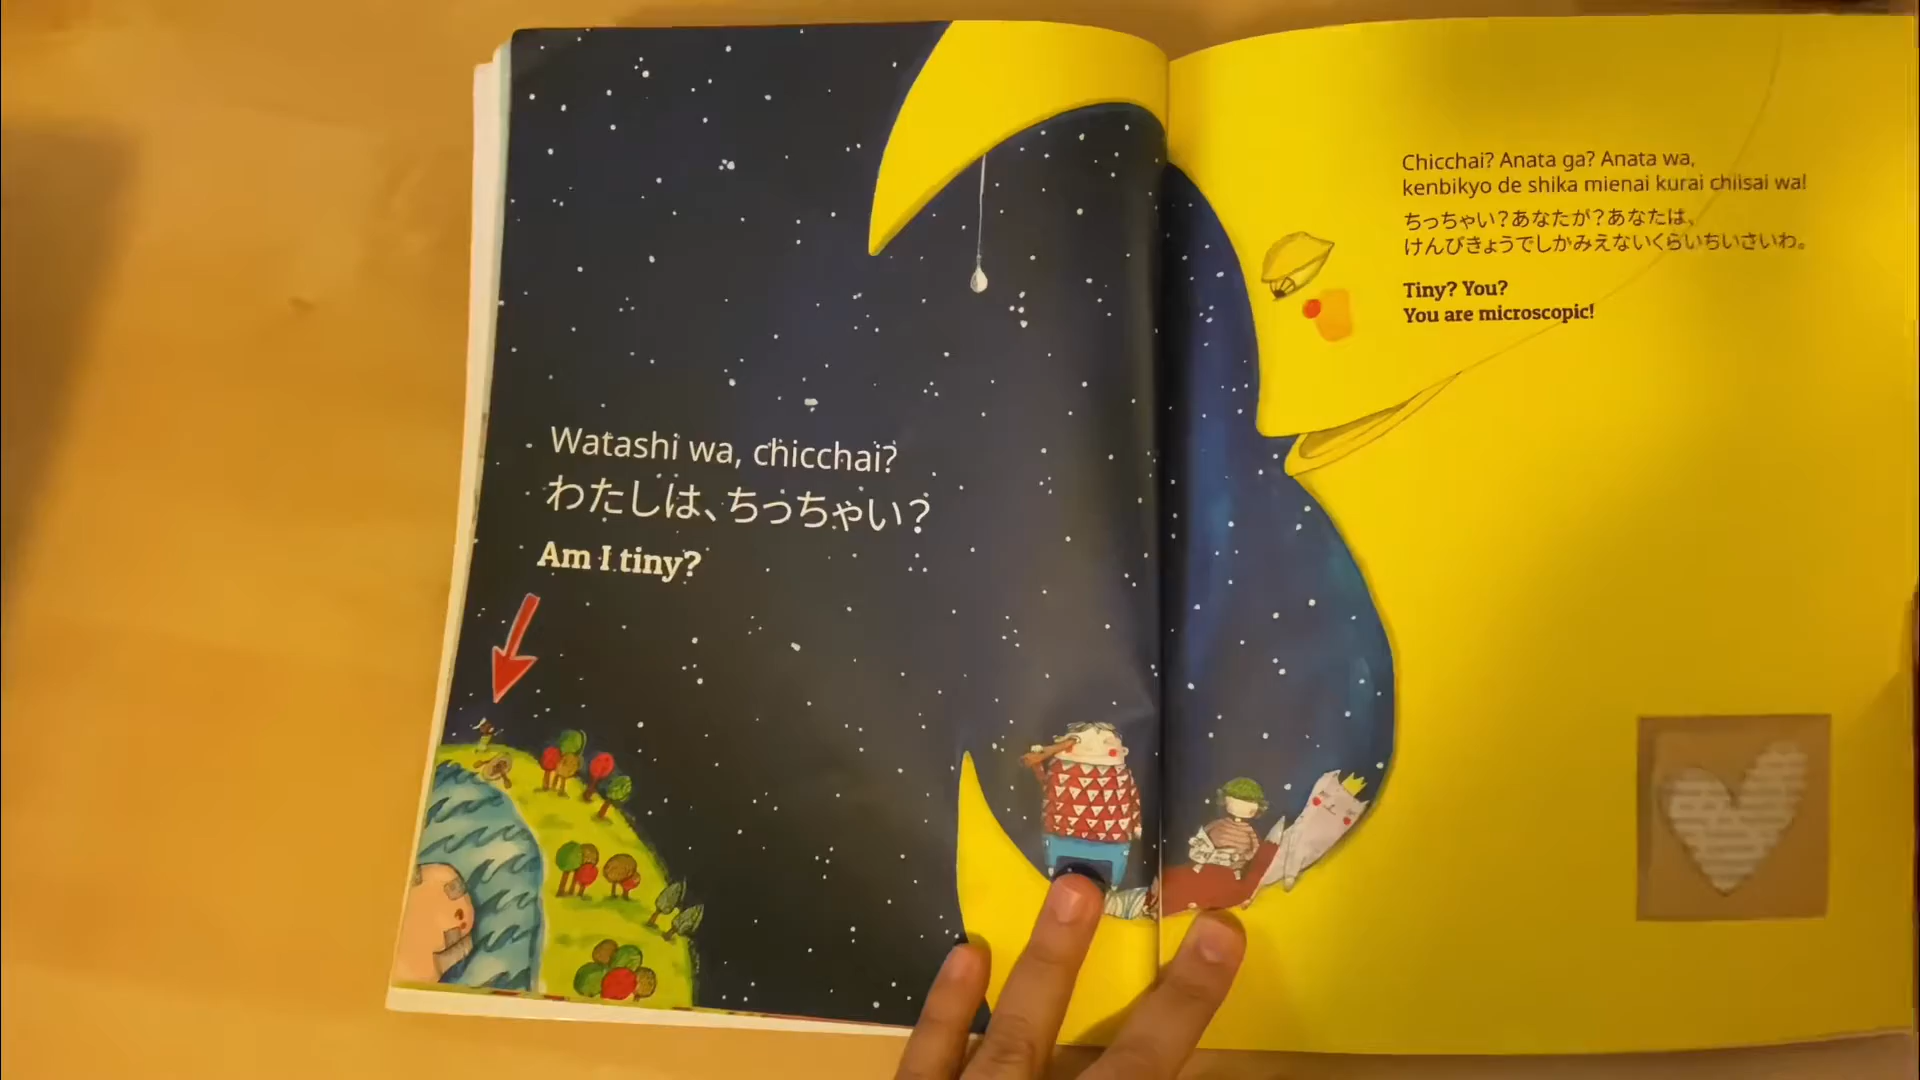 Watashi wa, chicchai?
わたしは、ちっちゃい?
Am I tiny?
Chicchai? Anata ga? Anata wa,
kenbikyo de shika mienai kurai chiisai wa!
ちっちゃい?あなたが?あなたは、
けんびきょうでしかみえないくらいちいさいわ。
Tiny? You?
You are microscopic!